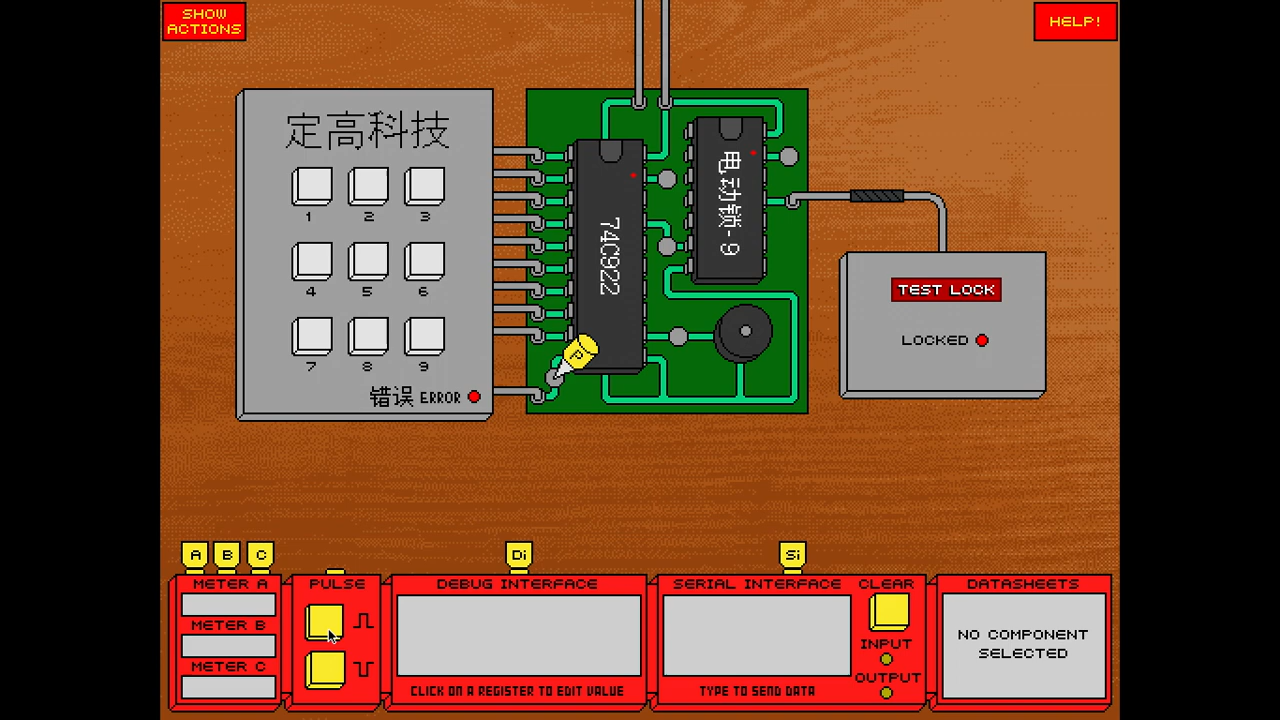 SHOW
ACTIONS
HELP!
定高科技
1 2 3
4 5 6
7 8 9
错误 ERROR
74C922
电动锁-9
P
TEST LOCK
LOCKED
A B C
Di
Si
METER A
METER B
METER C
PULSE
DEBUG INTERFACE
CLICK ON A REGISTER TO EDIT VALUE
SERIAL INTERFACE
TYPE TO SEND DATA
CLEAR
INPUT
OUTPUT
DATASHEETS
NO COMPONENT
SELECTED